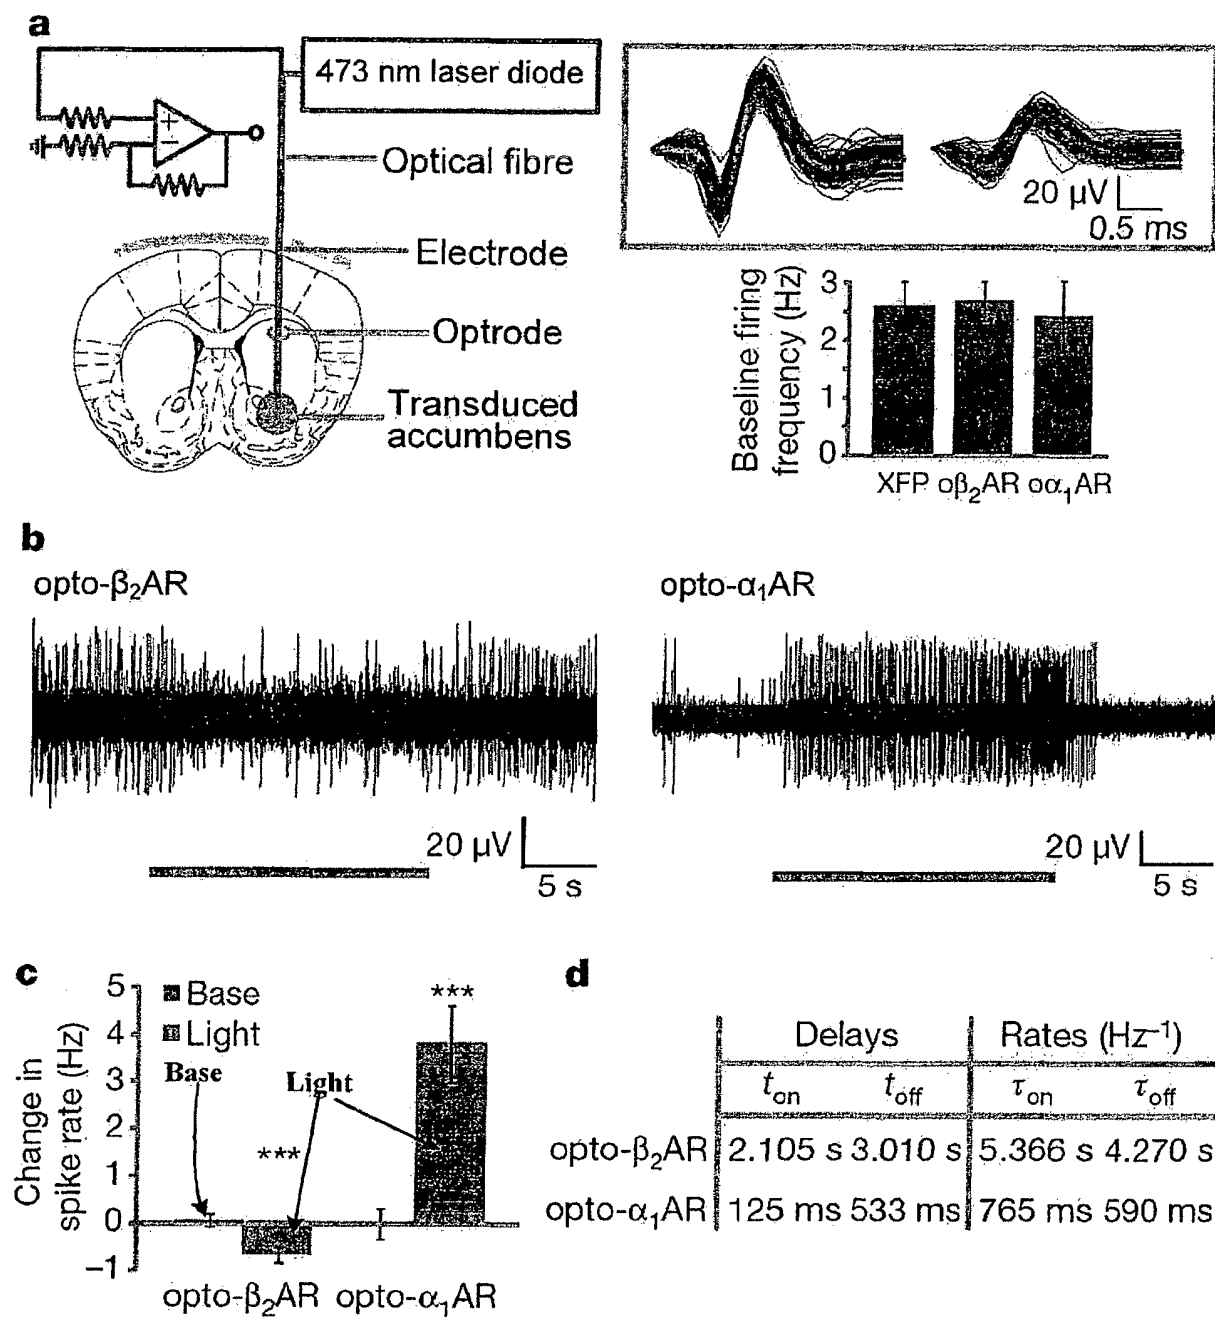 a
473 nm laser diode
+
−
Optical fibre
Electrode
Optrode
Transduced
accumbens
20 µV
0.5 ms
Baseline firing
frequency (Hz)
3
2
1
0
XFP oβ₂AR oα₁AR
b
opto-β₂AR
opto-α₁AR
20 µV
5 s
20 µV
5 s
c
Change in
spike rate (Hz)
5
4
3
2
1
0
−1
Base
Light
Base
Light
***
***
opto-β₂AR opto-α₁AR
d
Delays Rates (Hz⁻¹)
t_on t_off τ_on τ_off
opto-β₂AR 2.105 s 3.010 s 5.366 s 4.270 s
opto-α₁AR 125 ms 533 ms 765 ms 590 ms